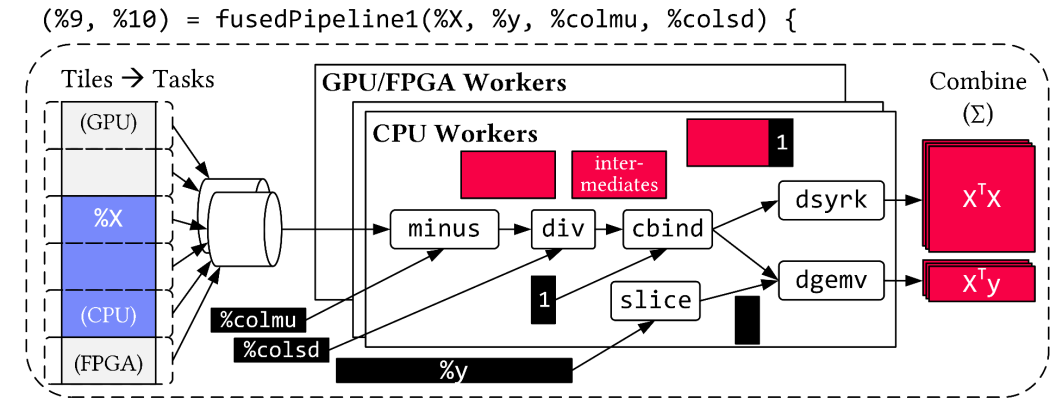 (%9, %10) = fusedPipeline1(%X, %y, %colmu, %colsd) {
Tiles → Tasks
GPU/FPGA Workers
Combine
(Σ)
(GPU)
CPU Workers
1
inter-
mediates
%X
minus
div
cbind
dsyrk
XᵀX
dgemv
Xᵀy
1
slice
(CPU)
%colmu
%colsd
(FPGA)
%y